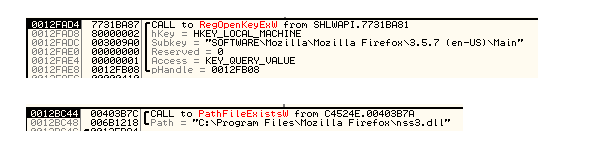 0012FAD4 7731BA87 CALL to RegOpenKeyExW from SHLWAPI.7731BA81
0012FAD8 80000002 hKey = HKEY_LOCAL_MACHINE
0012FADC 003009A0 Subkey = "SOFTWARE\Mozilla\Mozilla Firefox\3.5.7 (en-US)\Main"
0012FAE0 00000000 Reserved = 0
0012FAE4 00000001 Access = KEY_QUERY_VALUE
0012FAE8 0012FB08 pHandle = 0012FB08
0012BC44 00403B7C CALL to PathFileExistsW from C4524E.00403B7A
0012BC48 006B1218 Path = "C:\Program Files\Mozilla Firefox\nss3.dll"